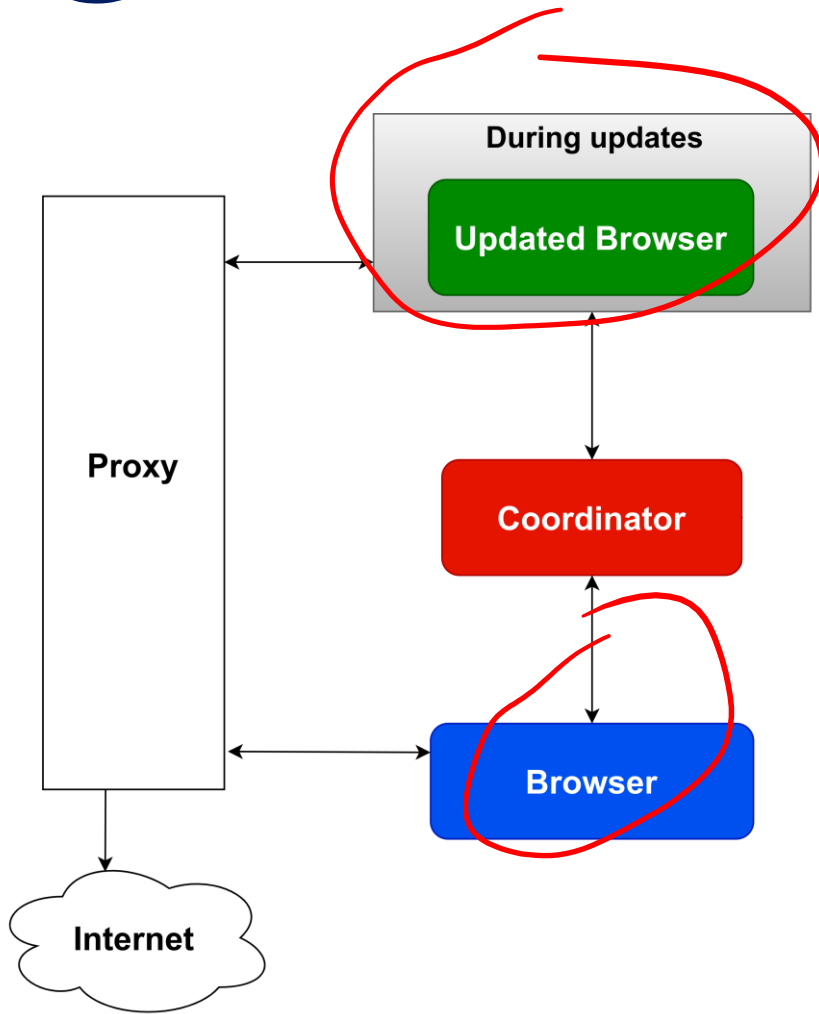 During updates
Updated Browser
Proxy
Coordinator
Browser
Internet